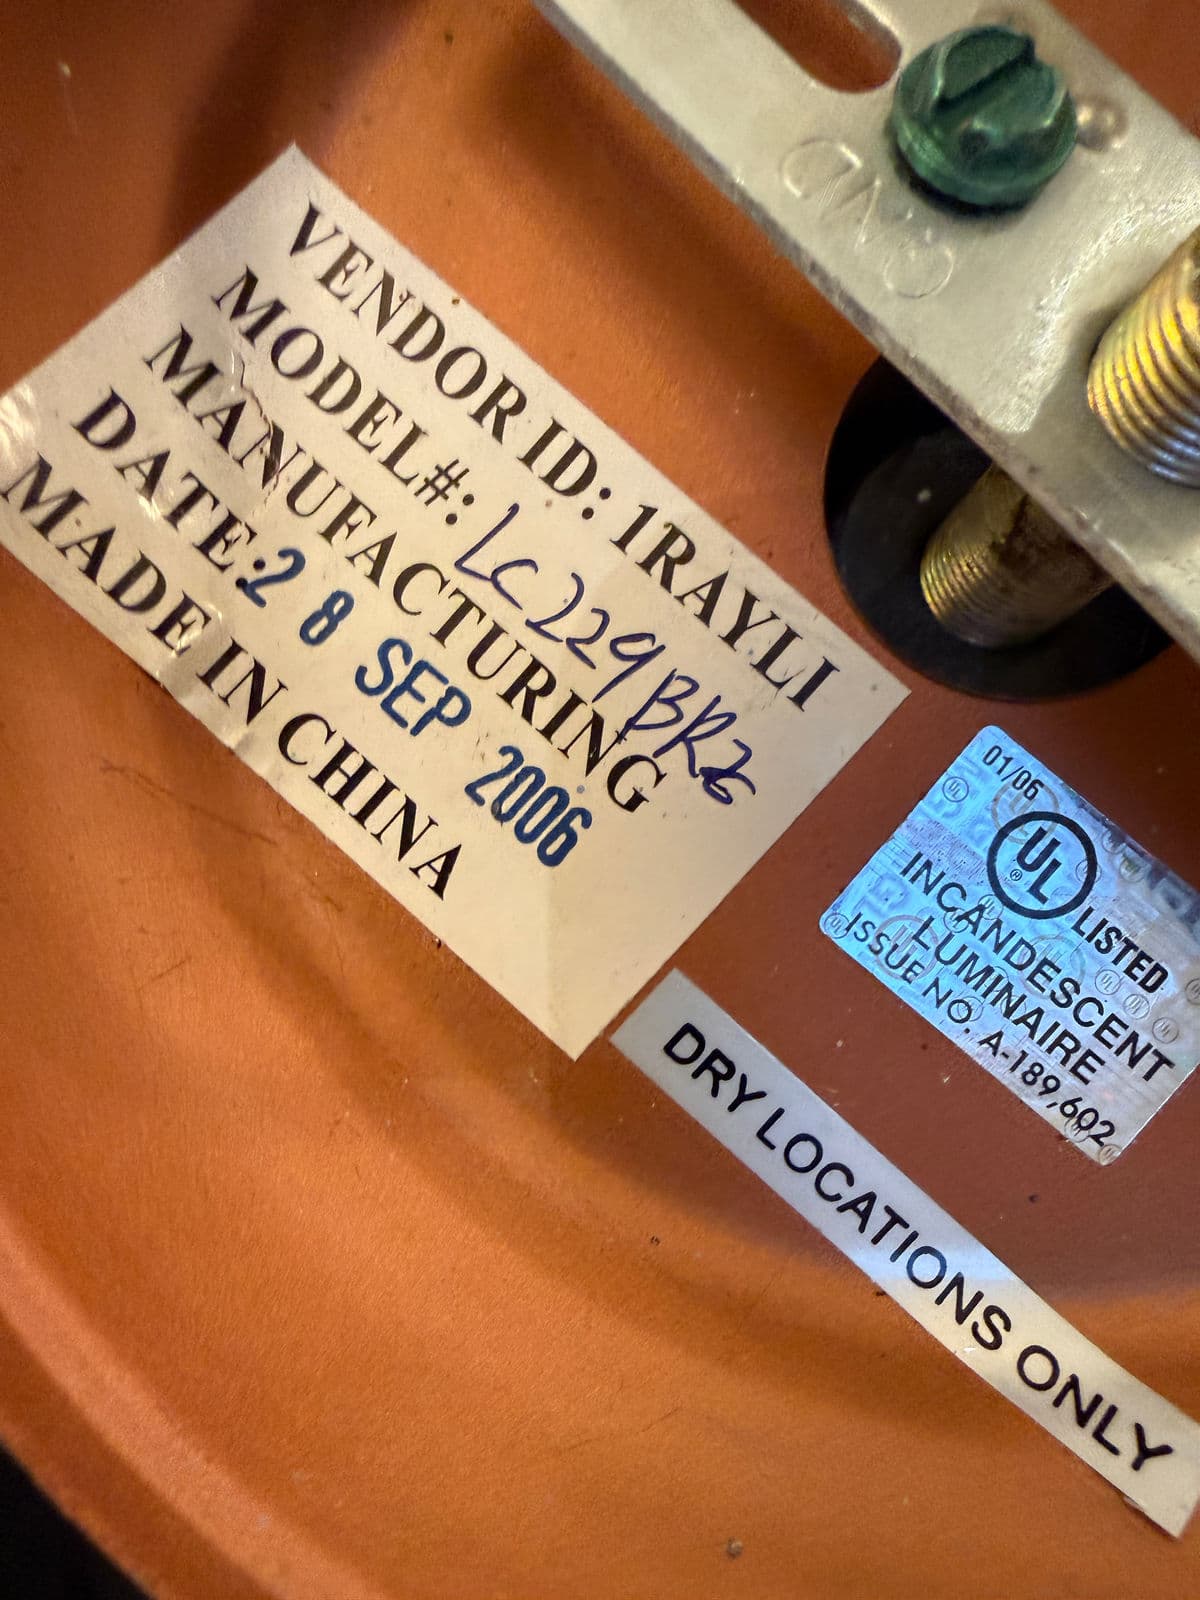 GND
VENDOR ID: 1RAYLI
MODEL#: LC229BRZ
MANUFACTURING
DATE: 28 SEP 2006
MADE IN CHINA
01/06
UL ® LISTED
INCANDESCENT
LUMINAIRE
ISSUE NO. A-189,602
DRY LOCATIONS ONLY